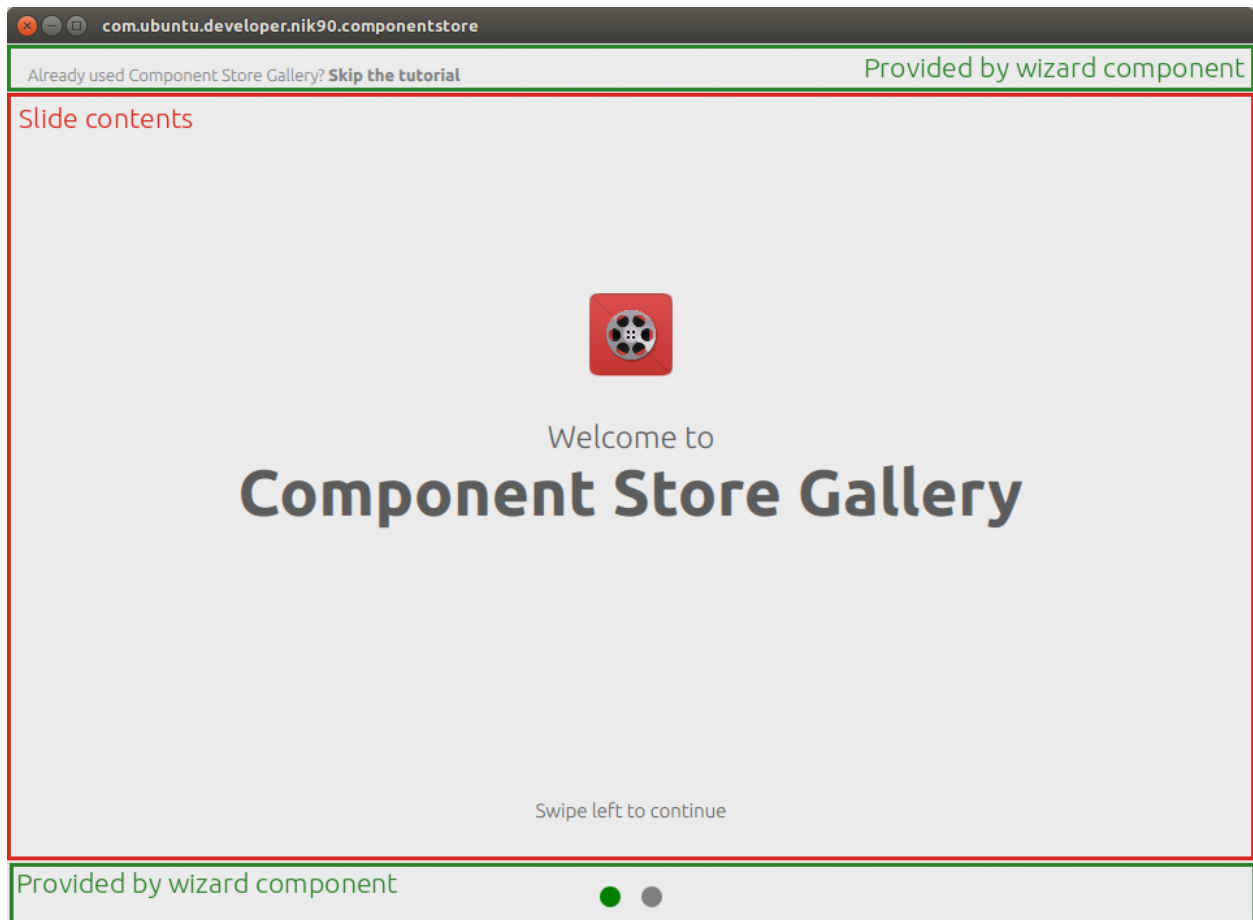 com.ubuntu.developer.nik90.componentstore
Already used Component Store Gallery? Skip the tutorial
Provided by wizard component
Slide contents
Welcome to
Component Store Gallery
Swipe left to continue
Provided by wizard component